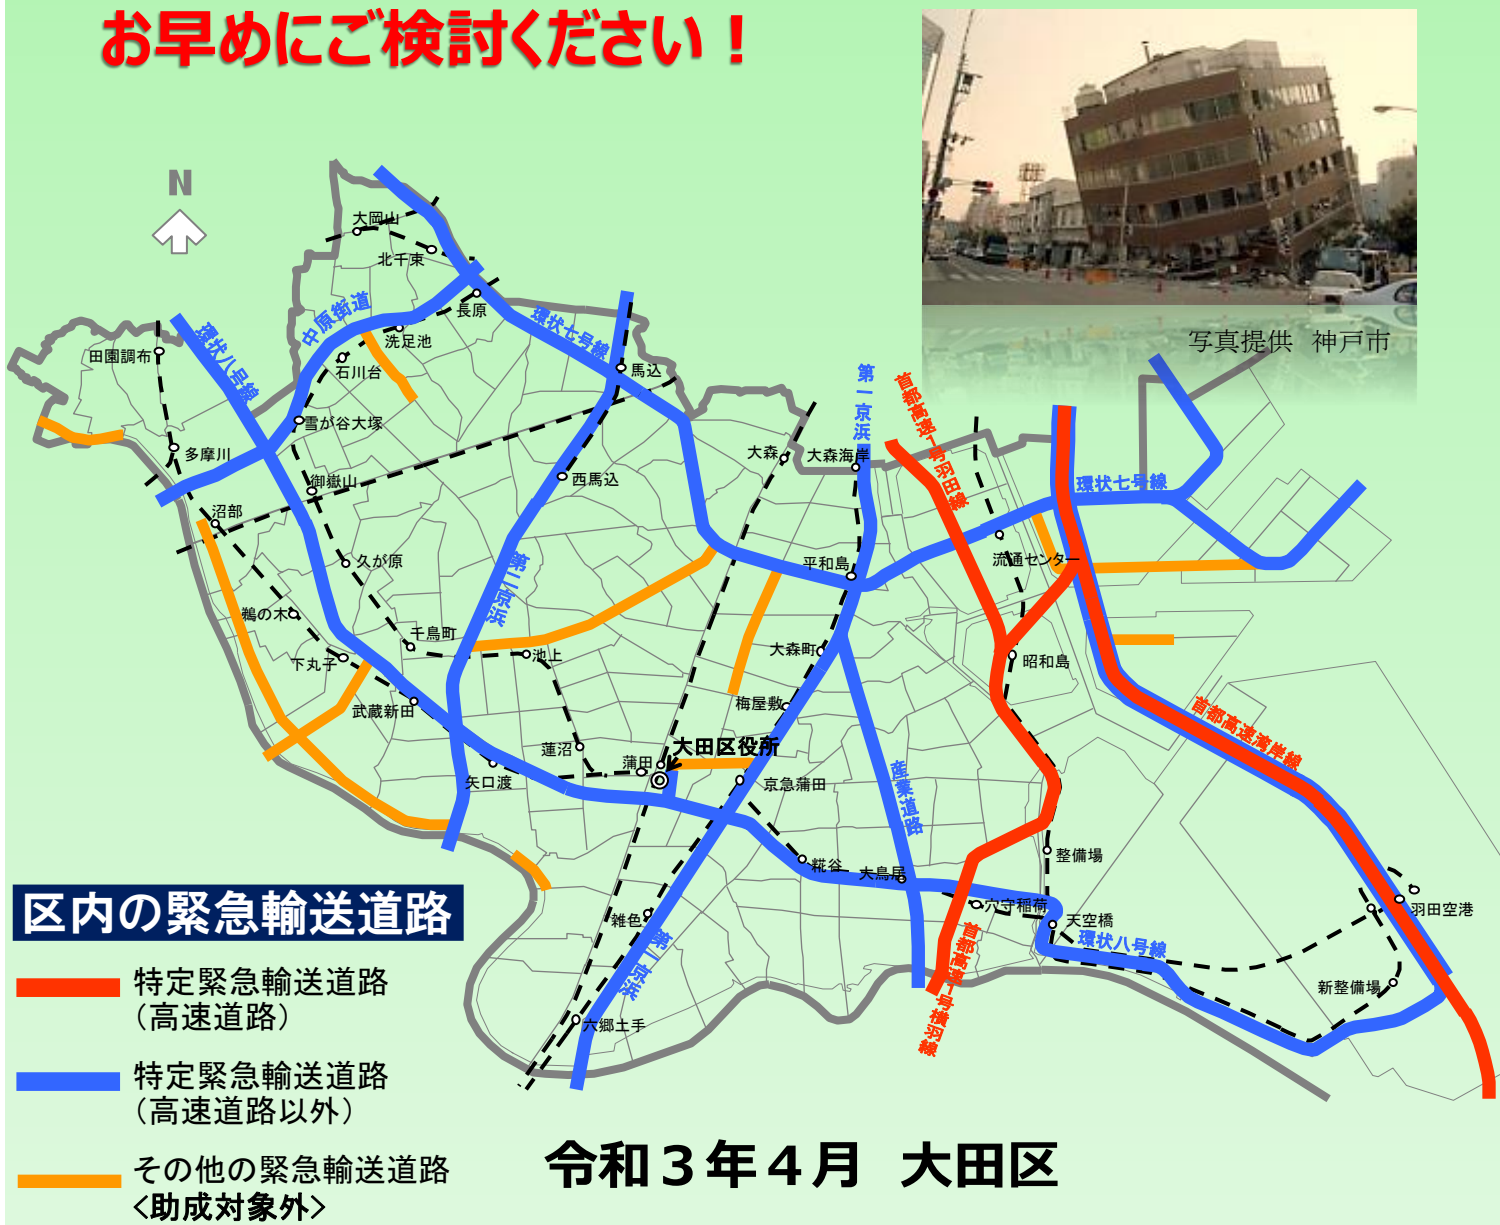 お早めにご検討ください！
写真提供　神戸市
N
大岡山
北千束
長原
中原街道
洗足池
石川台
環状七号線
環状八号線
田園調布
雪が谷大塚
多摩川
御嶽山
沼部
馬込
西馬込
大森
第一京浜
大森海岸
首都高速1号羽田線
環状七号線
流通センター
平和島
久が原
第二京浜
鵜の木
千鳥町
池上
下丸子
大森町
昭和島
武蔵新田
梅屋敷
首都高速湾岸線
蓮沼
蒲田
大田区役所
矢口渡
京急蒲田
産業道路
糀谷
大鳥居
整備場
穴守稲荷
天空橋
環状八号線
羽田空港
新整備場
雑色
第一京浜
首都高速1号横羽線
六郷土手
区内の緊急輸送道路
特定緊急輸送道路
（高速道路）
特定緊急輸送道路
（高速道路以外）
その他の緊急輸送道路
<助成対象外>
令和３年４月　大田区